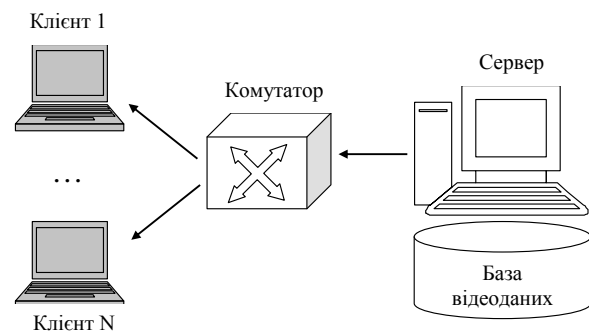 Клієнт 1
Сервер
Комутатор
...
База
відеоданих
Клієнт N